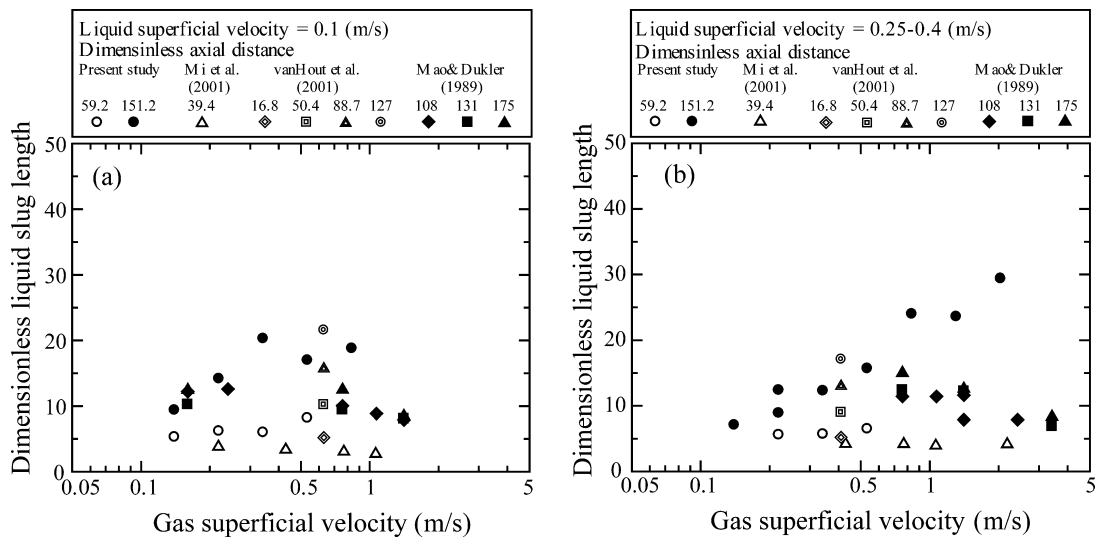 Liquid superficial velocity = 0.1 (m/s)
Dimensinless axial distance
Present study Mi et al. vanHout et al. Mao&Dukler
(2001) (2001) (1989)
59.2 151.2 39.4 16.8 50.4 88.7 127 108 131 175
50
40
30
20
10
0
(a)
Dimensionless liquid slug length
0.05 0.1 0.5 1 5
Gas superficial velocity (m/s)
Liquid superficial velocity = 0.25-0.4 (m/s)
Dimensinless axial distance
Present study Mi et al. vanHout et al. Mao&Dukler
(2001) (2001) (1989)
59.2 151.2 39.4 16.8 50.4 88.7 127 108 131 175
50
40
30
20
10
0
(b)
Dimensionless liquid slug length
0.05 0.1 0.5 1 5
Gas superficial velocity (m/s)